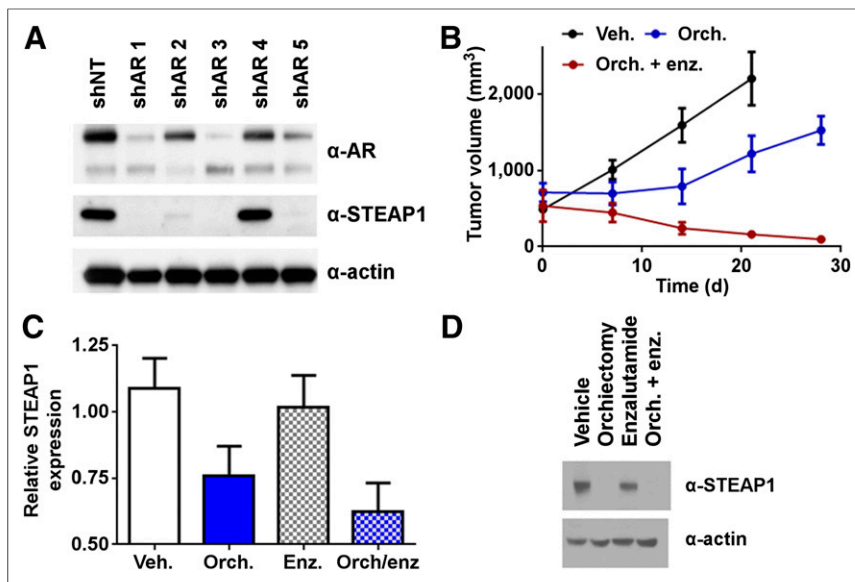 A
shNT
shAR 1
shAR 2
shAR 3
shAR 4
shAR 5
α-AR
α-STEAP1
α-actin
B
Veh.
Orch.
Orch. + enz.
Tumor volume (mm³)
2,000
1,000
0
0
10
20
30
Time (d)
C
Relative STEAP1
expression
1.25
1.00
0.75
0.50
Veh.
Orch.
Enz.
Orch/enz
D
Vehicle
Orchiectomy
Enzalutamide
Orch. + enz.
α-STEAP1
α-actin